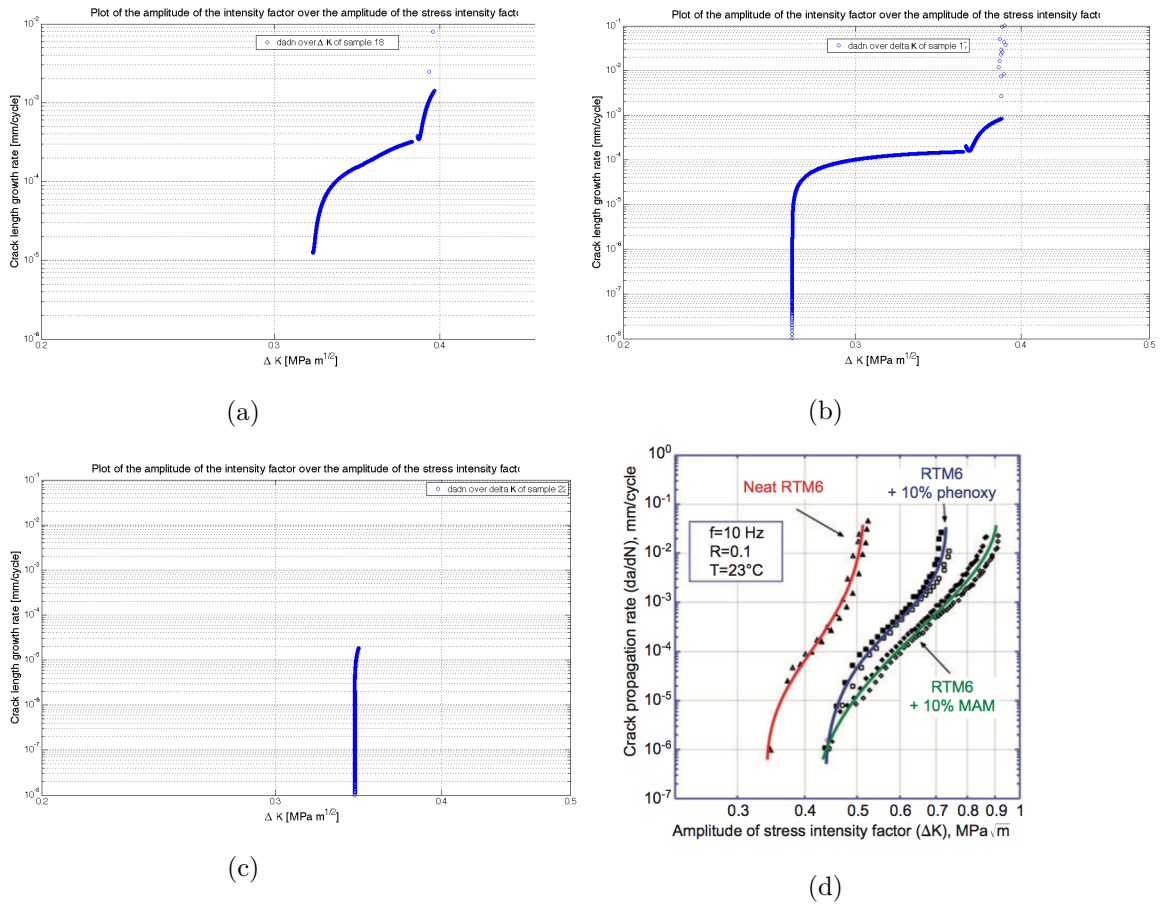 Plot of the amplitude of the intensity factor over the amplitude of the stress intensity
dadn over Δ K of sample 18
Crack length growth rate [mm/cycle]
10^-2
10^-3
10^-4
10^-5
10^-6
0.2
0.3
0.4
Δ K [MPa m^1/2]
(a)
Plot of the amplitude of the intensity factor over the amplitude of the stress intensity
dadn over delta K of sample
Crack length growth rate [mm/cycle]
10^-1
10^-2
10^-3
10^-4
10^-5
10^-6
10^-7
10^-8
0.2
0.3
0.4
0.5
Δ K [MPa m^1/2]
(b)
Plot of the amplitude of the intensity factor over the amplitude of the stress intensity
dadn over delta K of sample
Crack length growth rate [mm/cycle]
10^-1
10^-2
10^-3
10^-4
10^-5
10^-6
10^-7
10^-8
0.2
0.3
0.4
0.5
Δ K [MPa m^1/2]
(c)
Crack propagation rate (da/dN), mm/cycle
10^0
10^-1
10^-2
10^-3
10^-4
10^-5
10^-6
10^-7
Neat RTM6
RTM6
+ 10% phenoxy
f=10 Hz
R=0.1
T=23°C
RTM6
+ 10% MAM
0.3
0.4
0.5
0.6
0.7
0.8
0.9
1
Amplitude of stress intensity factor (ΔK), MPa√m
(d)